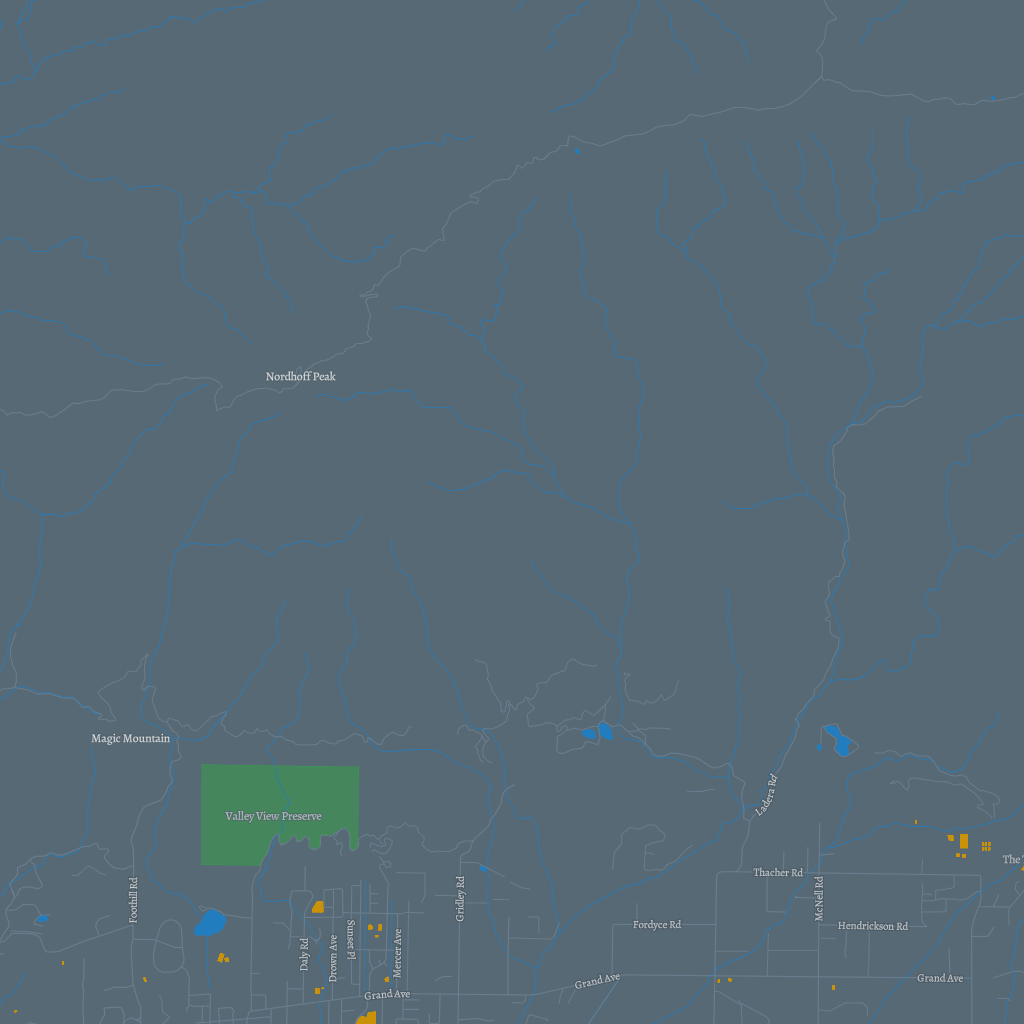 Nordhoff Peak
Magic Mountain
Ladera Rd
Valley View Preserve
The
Thacher Rd
Foothill Rd
Gridley Rd
McNell Rd
Fordyce Rd
Hendrickson Rd
Daly Rd
Drown Ave
Sunset Pl
Mercer Ave
Grand Ave
Grand Ave
Grand Ave